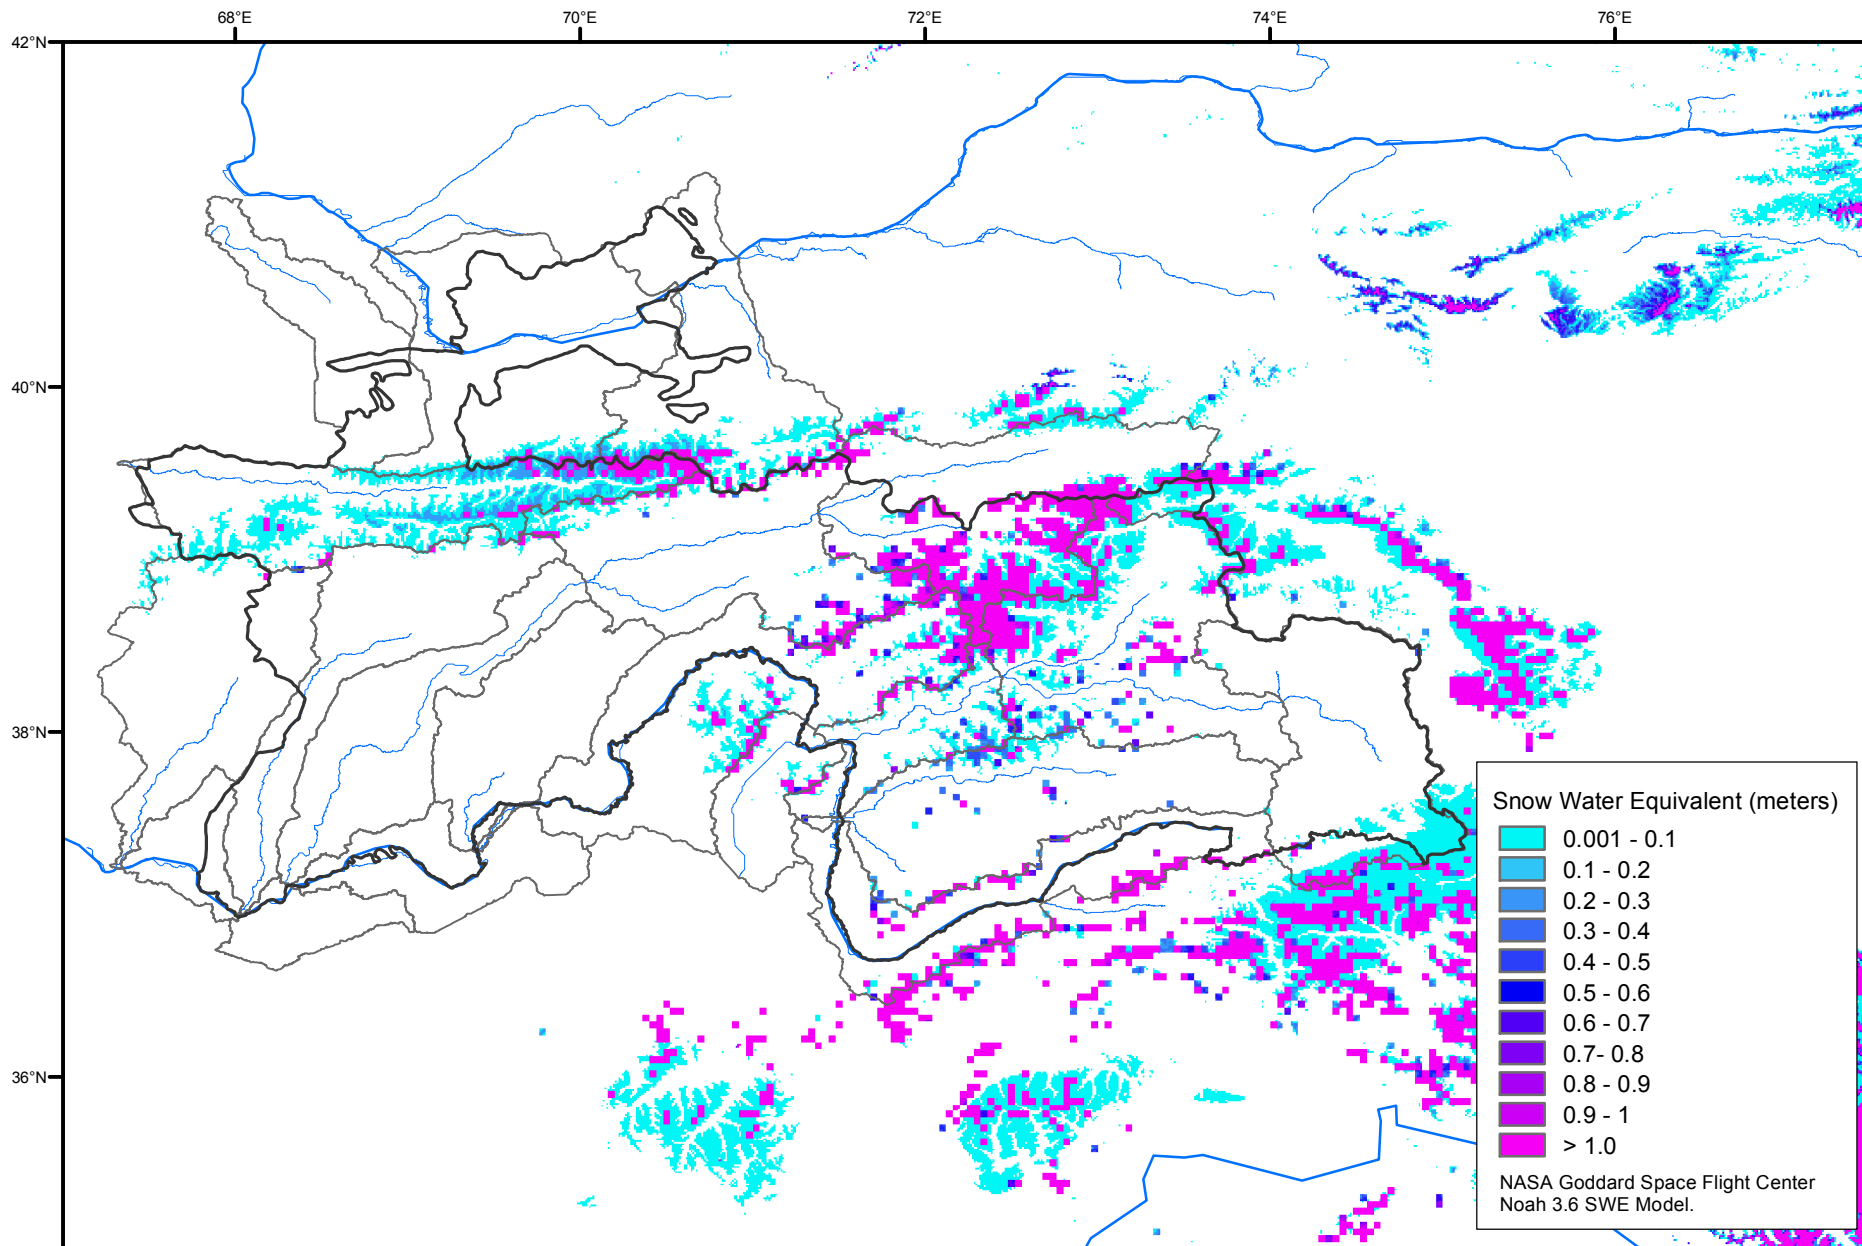 68°E 70°E 72°E 74°E 76°E
42°N
40°N
38°N
36°N
Snow Water Equivalent (meters)
0.001 - 0.1
0.1 - 0.2
0.2 - 0.3
0.3 - 0.4
0.4 - 0.5
0.5 - 0.6
0.6 - 0.7
0.7- 0.8
0.8 - 0.9
0.9 - 1
> 1.0
NASA Goddard Space Flight Center
Noah 3.6 SWE Model.